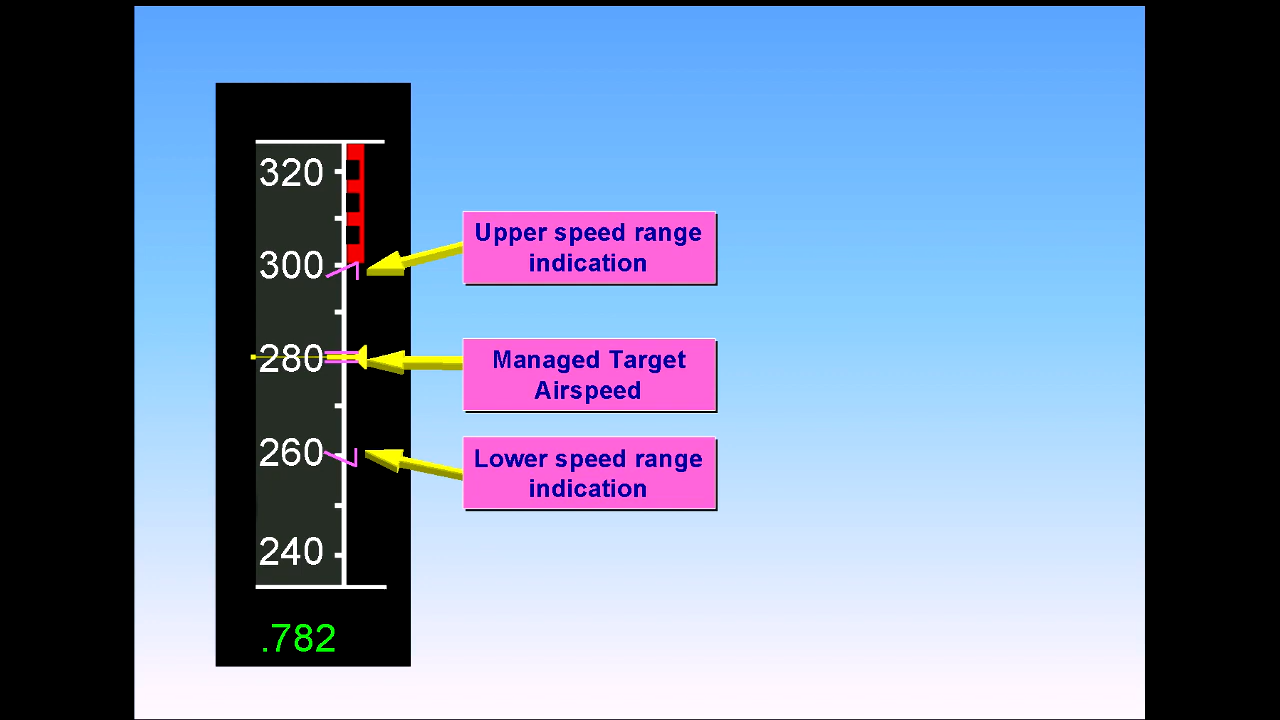 320
300
280
260
240
.782
Upper speed range
indication
Managed Target
Airspeed
Lower speed range
indication